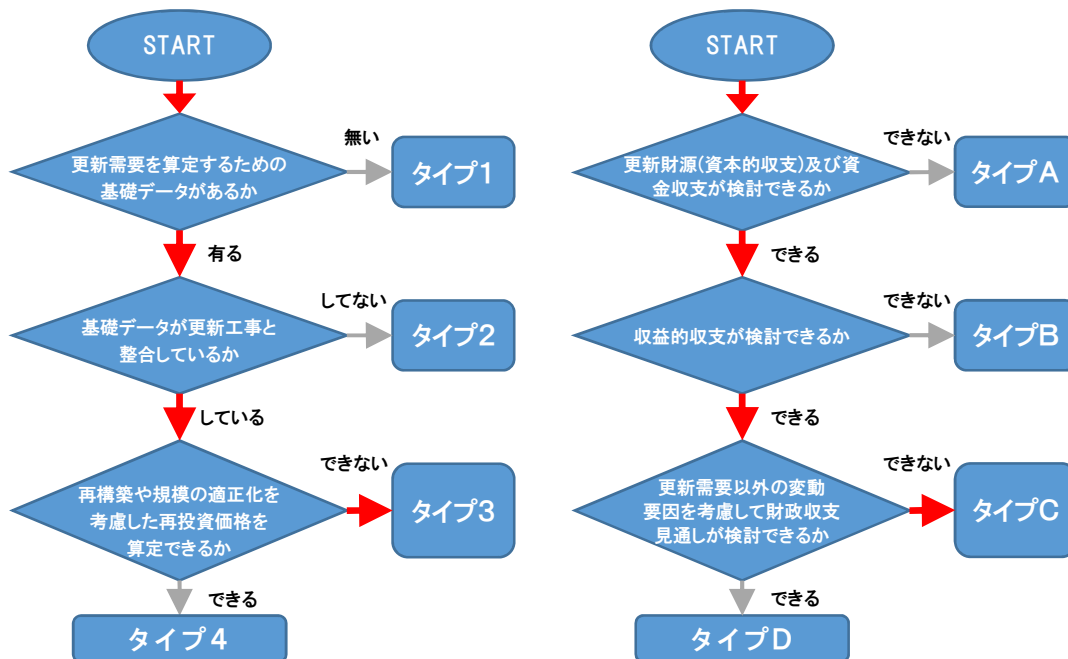 START
更新需要を算定するための
基礎データがあるか
無い
タイプ1
有る
基礎データが更新工事と
整合しているか
してない
タイプ2
している
再構築や規模の適正化を
考慮した再投資価格を
算定できるか
できない
タイプ3
できる
タイプ4
START
更新財源(資本的収支)及び資
金収支が検討できるか
できない
タイプA
できる
収益的収支が検討できるか
できない
タイプB
できる
更新需要以外の変動
要因を考慮して財政収支
見通しが検討できるか
できない
タイプC
できる
タイプD